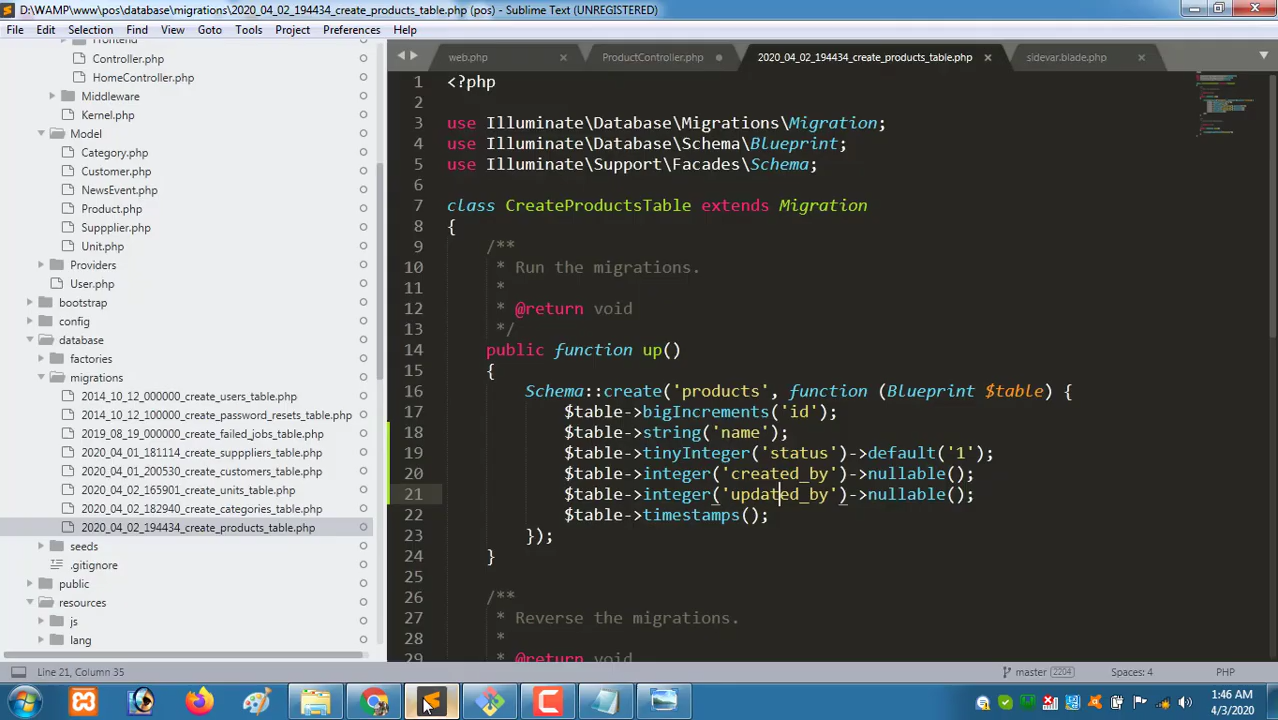 D:\WAMP\www\pos\database\migrations\2020_04_02_194434_create_products_table.php (pos) - Sublime Text (UNREGISTERED)
File Edit Selection Find View Goto Tools Project Preferences Help
Frontend
Controller.php
HomeController.php
Middleware
Kernel.php
Model
Category.php
Customer.php
NewsEvent.php
Product.php
Suppplier.php
Unit.php
Providers
User.php
bootstrap
config
database
factories
migrations
2014_10_12_000000_create_users_table.php
2014_10_12_100000_create_password_resets_table.php
2019_08_19_000000_create_failed_jobs_table.php
2020_04_01_181114_create_supppliers_table.php
2020_04_01_200530_create_customers_table.php
2020_04_02_165901_create_units_table.php
2020_04_02_182940_create_categories_table.php
2020_04_02_194434_create_products_table.php
seeds
.gitignore
public
resources
js
lang
web.php ProductController.php 2020_04_02_194434_create_products_table.php sidevar.blade.php
1 <?php
2
3 use Illuminate\Database\Migrations\Migration;
4 use Illuminate\Database\Schema\Blueprint;
5 use Illuminate\Support\Facades\Schema;
6
7 class CreateProductsTable extends Migration
8 {
9 /**
10 * Run the migrations.
11 *
12 * @return void
13 */
14 public function up()
15 {
16 Schema::create('products', function (Blueprint $table) {
17 $table->bigIncrements('id');
18 $table->string('name');
19 $table->tinyInteger('status')->default('1');
20 $table->integer('created_by')->nullable();
21 $table->integer('updated_by')->nullable();
22 $table->timestamps();
23 });
24 }
25
26 /**
27 * Reverse the migrations.
28 *
29 * @return void
Line 21, Column 35 master 2204 Spaces: 4 PHP
1:46 AM
4/3/2020